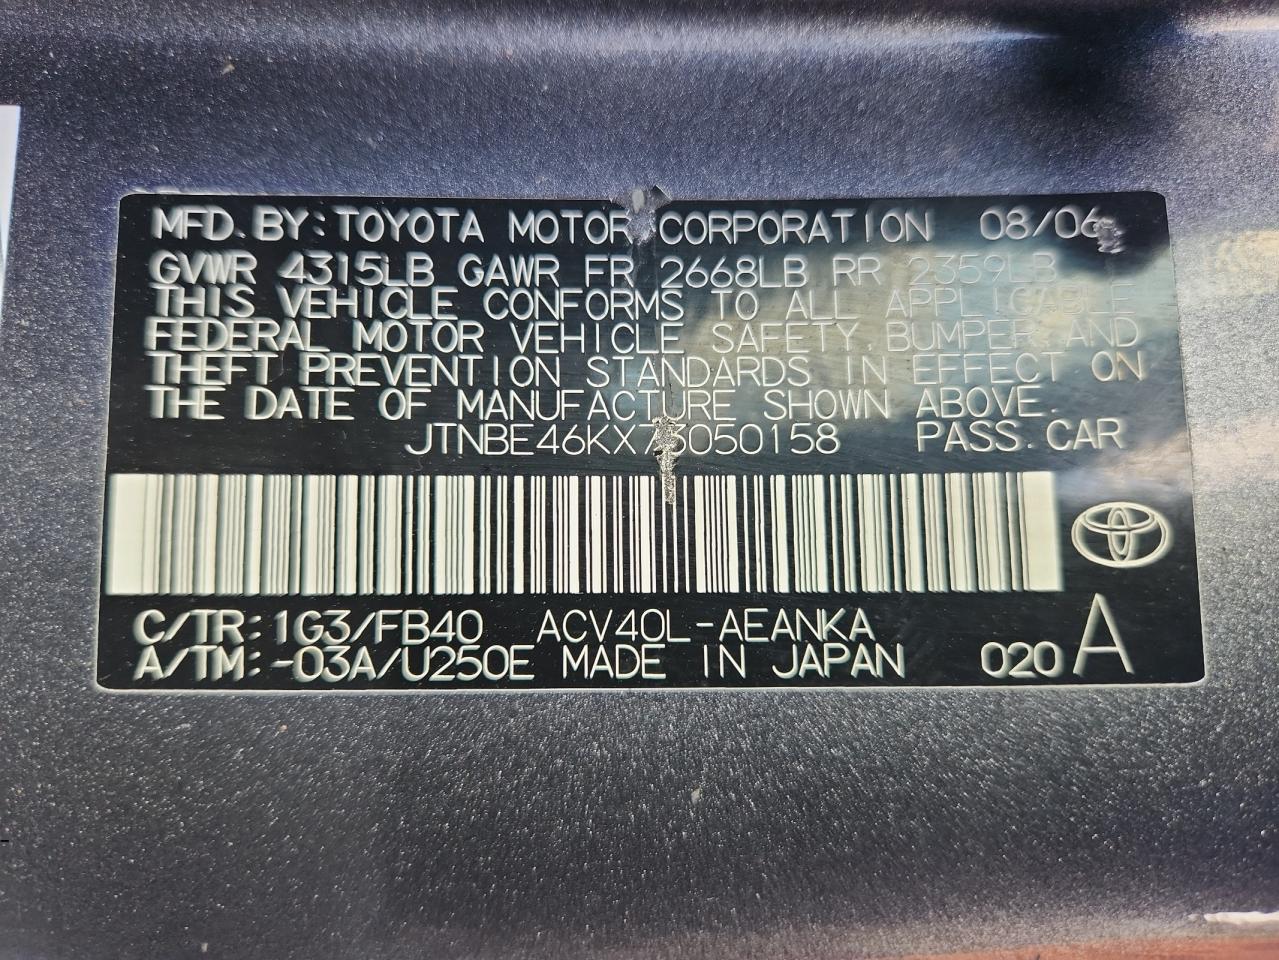 MFD. BY: TOYOTA MOTOR CORPORATION 08/06
GVWR 4315LB GAWR FR 2668LB RR 2359LB
THIS VEHICLE CONFORMS TO ALL APPLICABLE
FEDERAL MOTOR VEHICLE SAFETY, BUMPER, AND
THEFT PREVENTION STANDARDS IN EFFECT ON
THE DATE OF MANUFACTURE SHOWN ABOVE.
JTNBE46KX73050158 PASS. CAR
C/TR: 1G3/FB40 ACV40L-AEANKA
A/TM: -03A/U250E MADE IN JAPAN 020 A